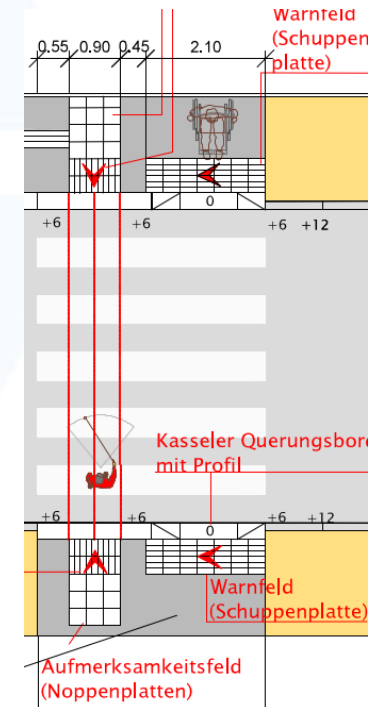 Warnfeld
(Schuppen
platte)
0.55 0.90 0.45 2.10
0
+6 +6 +6 +12
Kasseler Querungsbord
mit Profil
+6 +6 +6 +12
0
Warnfeld
(Schuppenplatte)
Aufmerksamkeitsfeld
(Noppenplatten)